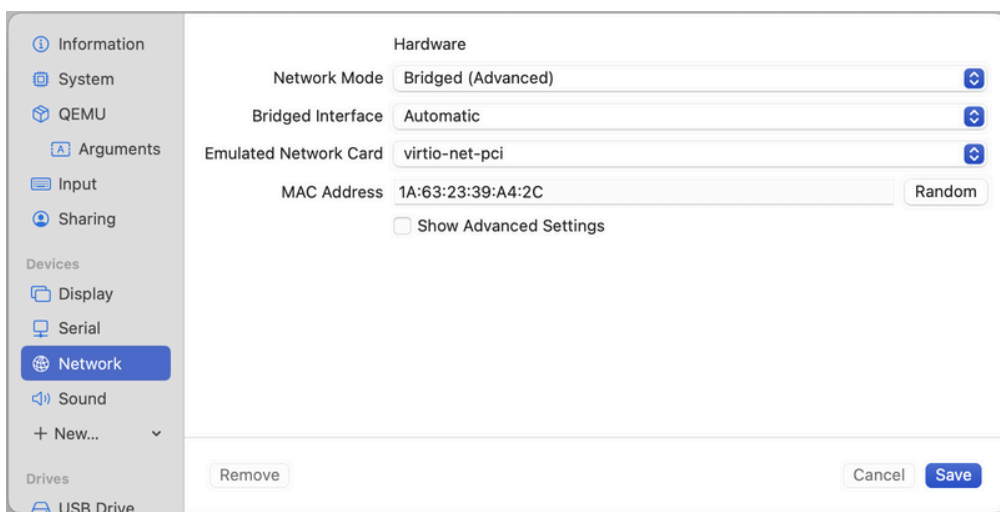 Information
System
QEMU
A Arguments
Input
Sharing
Devices
Display
Serial
Network
Sound
+ New...
Drives
USB Drive
Hardware
Network Mode Bridged (Advanced)
Bridged Interface Automatic
Emulated Network Card virtio-net-pci
MAC Address 1A:63:23:39:A4:2C Random
Show Advanced Settings
Remove Cancel Save